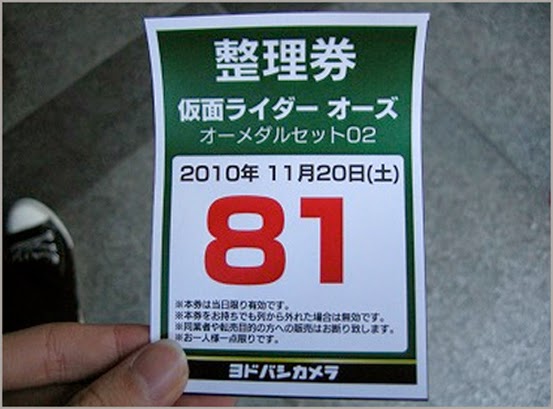 整理券
仮面ライダー オーズ
オーメダルセット02
2010年 11月20日(土)
81
※本券は当日限り有効です。
※本券をお持ちでも列から外れた場合は無効です。
※同業者や転売目的の方への販売はお断り致します。
※お一人様一点限りです。
ヨドバシカメラ